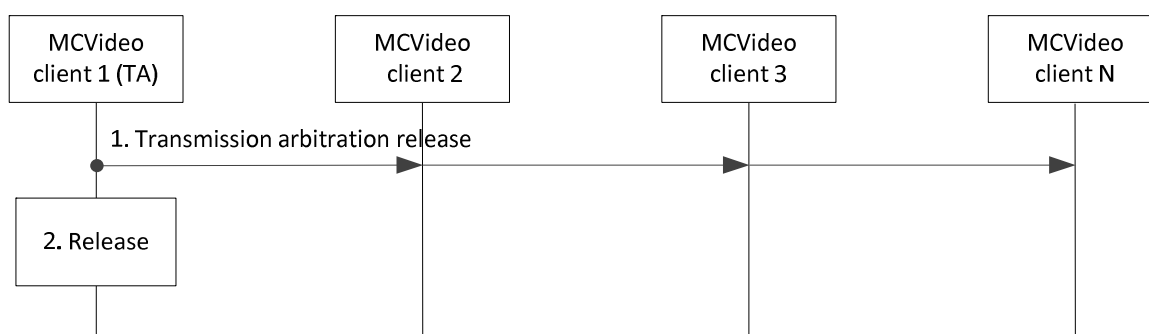 MCVideo
client 1 (TA)
MCVideo
client 2
MCVideo
client 3
MCVideo
client N
1. Transmission arbitration release
2. Release